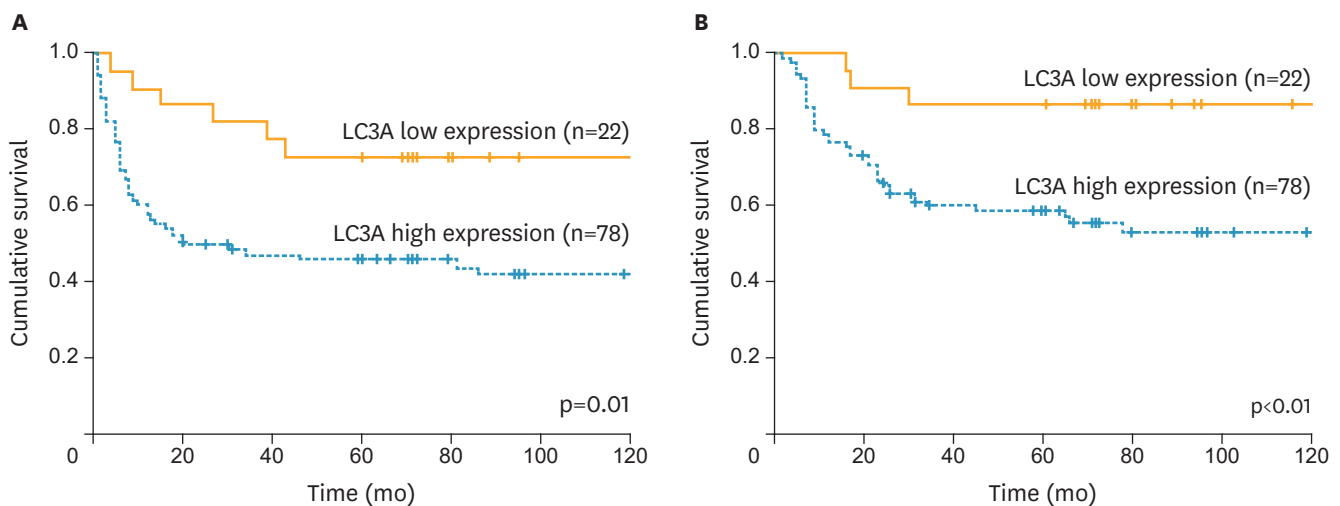 A
Cumulative survival
1.0
0.8
0.6
0.4
0.2
0
20
40
60
80
100
120
Time (mo)
LC3A low expression (n=22)
LC3A high expression (n=78)
p=0.01
B
Cumulative survival
1.0
0.8
0.6
0.4
0.2
0
20
40
60
80
100
120
Time (mo)
LC3A low expression (n=22)
LC3A high expression (n=78)
p<0.01